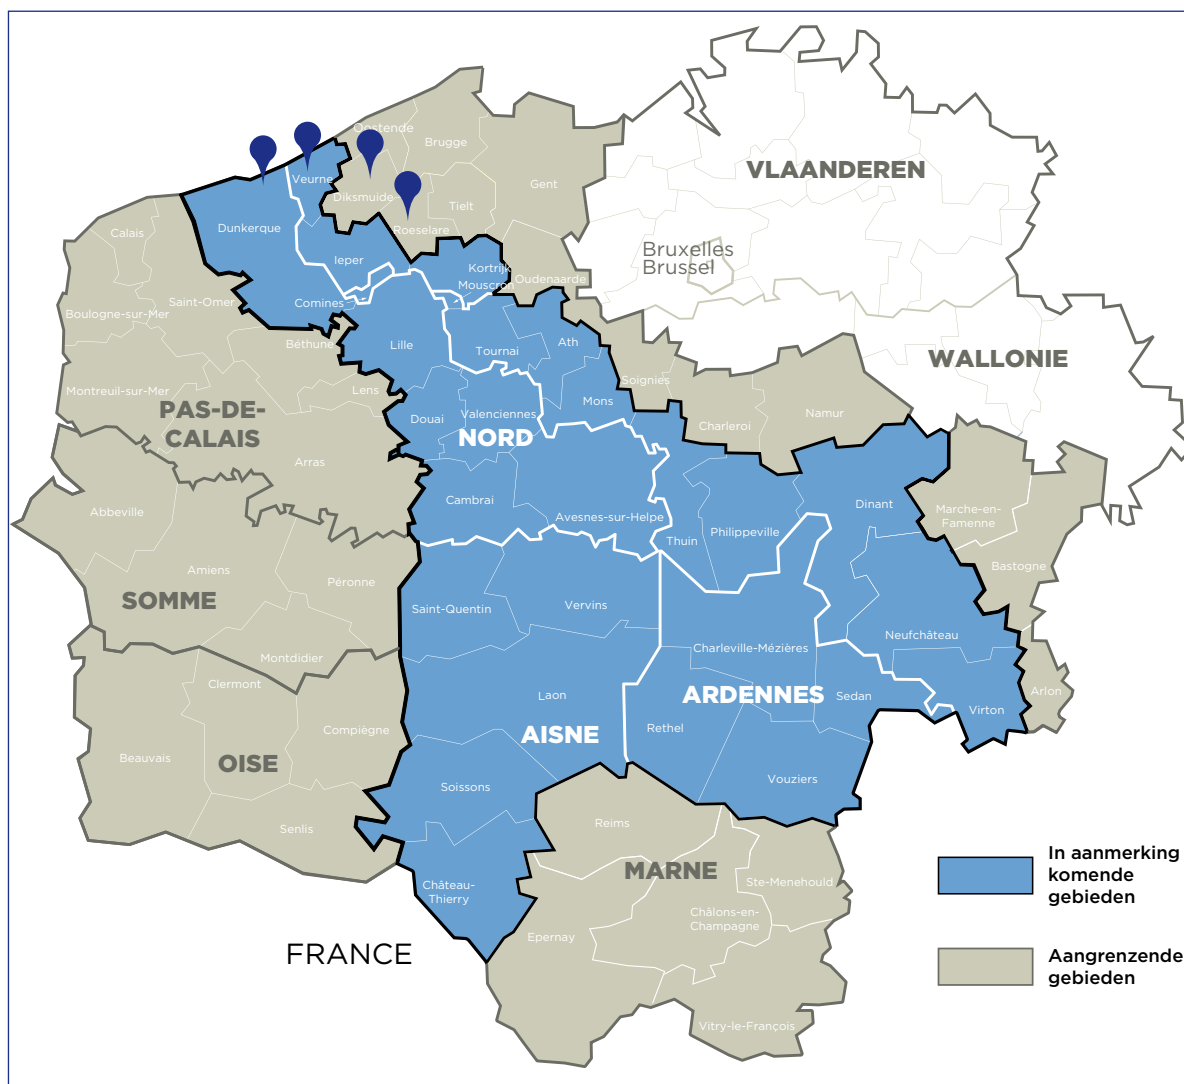 Oostende
Brugge
VLAANDEREN
Veurne
Gent
Diksmuide
Tielt
Dunkerque
Roeselare
Calais
Bruxelles
Brussel
Ieper
Kortrijk
Mouscron
Oudenaarde
Saint-Omer
Comines
Boulogne-sur-Mer
Béthune
Lille
Tournai
Ath
WALLONIE
Soignies
Montreuil-sur-Mer
Lens
Mons
Namur
PAS-DE-
CALAIS
Douai
Valenciennes
Charleroi
NORD
Arras
Cambrai
Dinant
Abbeville
Avesnes-sur-Helpe
Thuin
Philippeville
Marche-en-
Famenne
Amiens
Péronne
Bastogne
SOMME
Saint-Quentin
Vervins
Neufchâteau
Montdidier
Charleville-Mézières
Clermont
Laon
ARDENNES
Sedan
Arlon
Virton
Compiègne
Rethel
AISNE
Beauvais
OISE
Soissons
Vouziers
Senlis
Reims
MARNE
Château-
Thierry
Ste-Menehould
Châlons-en-
Champagne
Epernay
FRANCE
Vitry-le-François
In aanmerking
komende
gebieden
Aangrenzende
gebieden